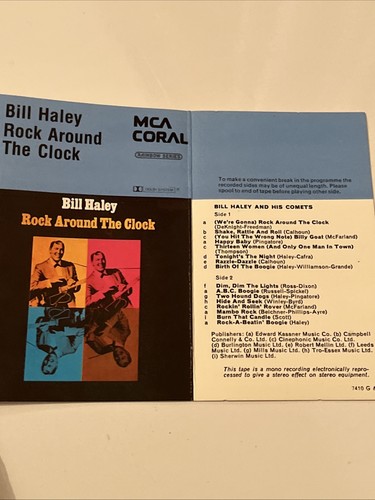 Bill Haley
Rock Around
The Clock
MCA
CORAL
RAINBOW SERIES
Bill Haley
Rock Around The Clock
To make a convenient break in the programme the
recorded sides may be of unequal length. Please
spool to end of tape before playing other side.
BILL HALEY AND HIS COMETS
Side 1
a (We're Gonna) Rock Around The Clock
(DeKnight-Freedman)
b Shake, Rattle And Roll (Calhoun)
c (You Hit The Wrong Note) Billy Goat (McFarland)
a Happy Baby (Pingatore)
c Thirteen Women (And Only One Man In Town)
(Thompson)
d Tonight's The Night (Haley-Cafra)
e Razzle-Dazzle (Calhoun)
d Birth Of The Boogie (Haley-Williamson-Grande)
Side 2
f Dim, Dim The Lights (Ross-Dixon)
a A.B.C. Boogie (Russell-Spickel)
g Two Hound Dogs (Haley-Pingatore)
h Hide And Seek (Winley-Byrd)
c Rockin' Rollin' Rover (McFarland)
a Mambo Rock (Beichner-Phillips-Ayre)
i Burn That Candle (Scott)
a Rock-A-Beatin' Boogie (Haley)
Publishers: (a) Edward Kassner Music Co. (b) Campbell
Connelly & Co. Ltd. (c) Cinephonic Music Co. Ltd.
(d) Burlington Music Ltd. (e) Robert Mellin Ltd. (f) Leeds
Music Ltd. (g) Mills Music Ltd. (h) Tro-Essex Music Ltd.
(i) Sherwin Music Ltd.
This tape is a mono recording electronically repro-
cessed to give a stereo effect on stereo equipment.
7410 G